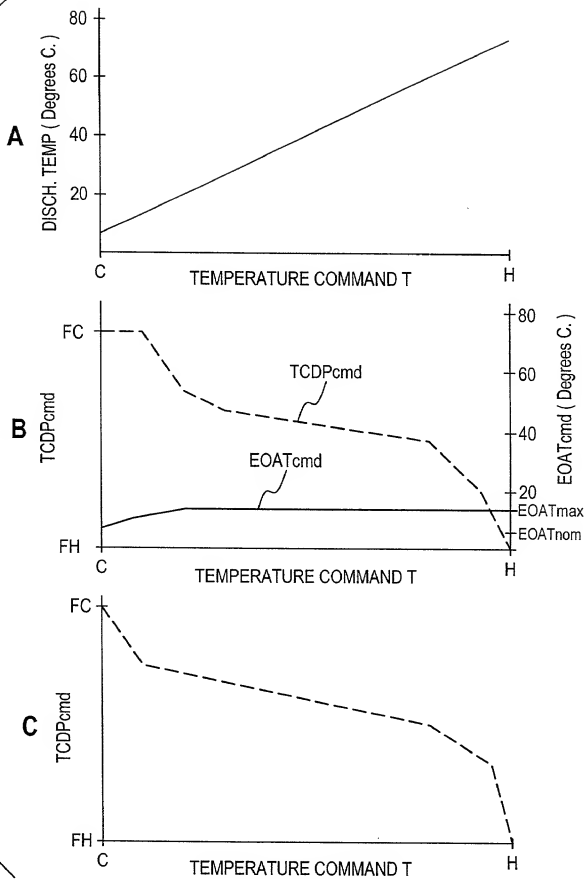 A
DISCH. TEMP ( Degrees C. )
80
60
40
20
C
H
TEMPERATURE COMMAND T
B
TCDPcmd
FC
FH
TCDPcmd
EOATcmd
80
60
40
20
EOATmax
EOATnom
EOATcmd ( Degrees C. )
C
H
TEMPERATURE COMMAND T
C
TCDPcmd
FC
FH
C
H
TEMPERATURE COMMAND T